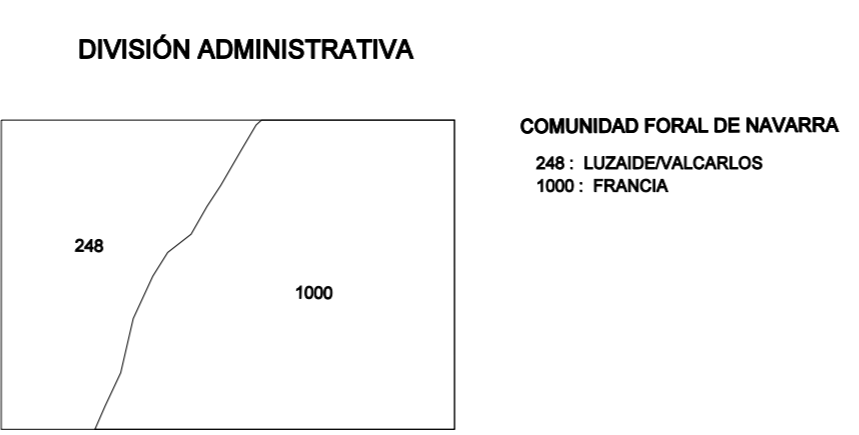 DIVISIÓN ADMINISTRATIVA
COMUNIDAD FORAL DE NAVARRA
248 : LUZAIDE/VALCARLOS
1000 : FRANCIA
248
1000